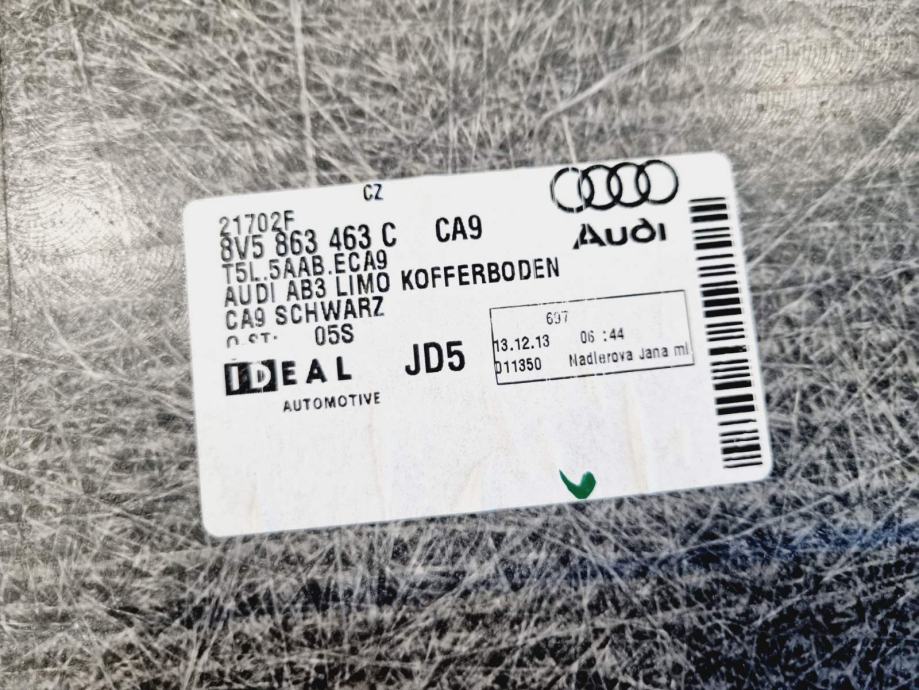 CZ
21702F
8V5 863 463 C CA9
Audi
T5L.5AAB.ECA9
AUDI AB3 LIMO KOFFERBODEN
CA9 SCHWARZ
Q-ST: 05S
697
13.12.13 06:44
011350 Nadlerova Jana ml
IDEAL JD5
AUTOMOTIVE